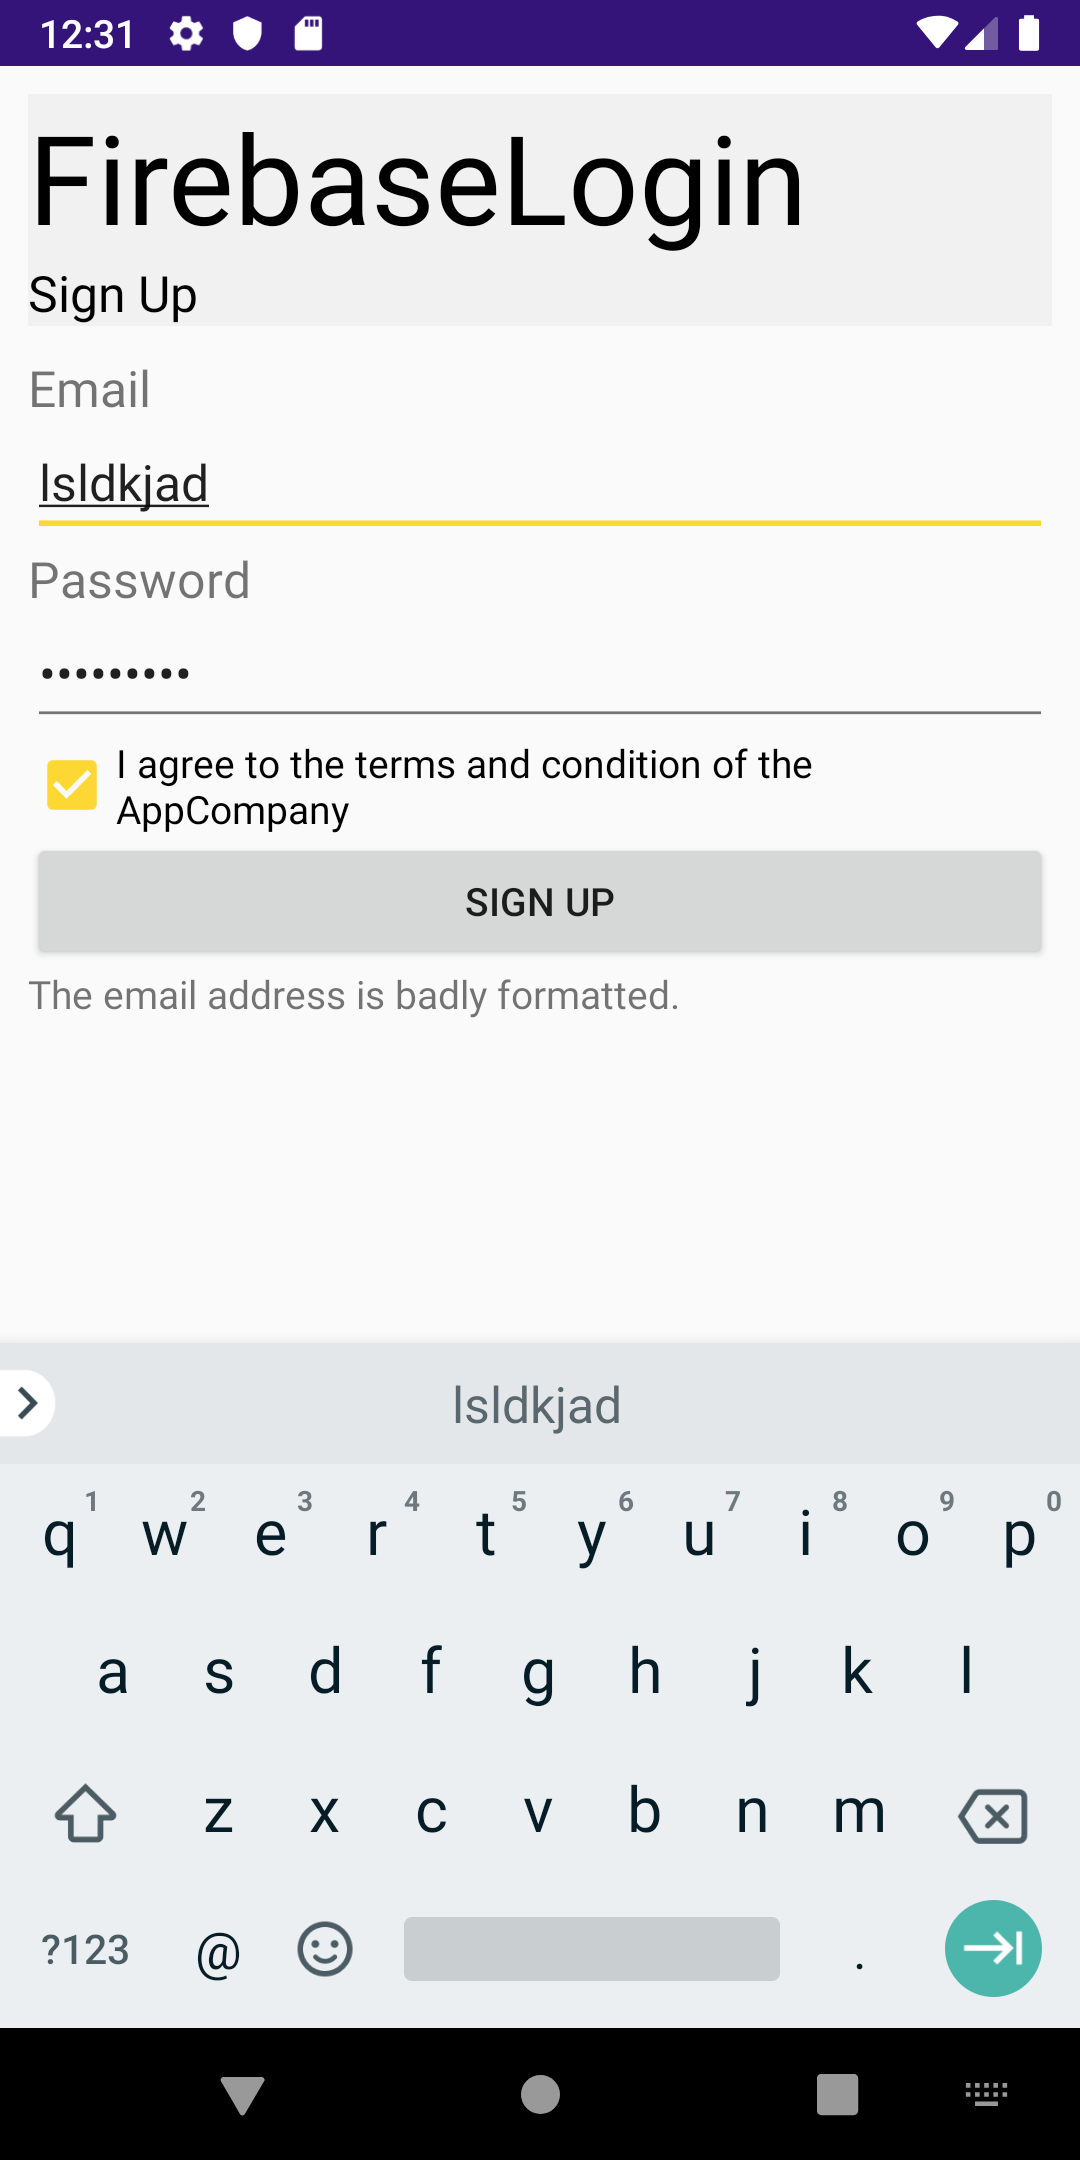 12:31
FirebaseLogin
Sign Up
Email
lsldkjad
Password
•••••••••
I agree to the terms and condition of the
AppCompany
SIGN UP
The email address is badly formatted.
lsldkjad
q 1 w 2 e 3 r 4 t 5 y 6 u 7 i 8 o 9 p 0
a s d f g h j k l
z x c v b n m
?123 @ .